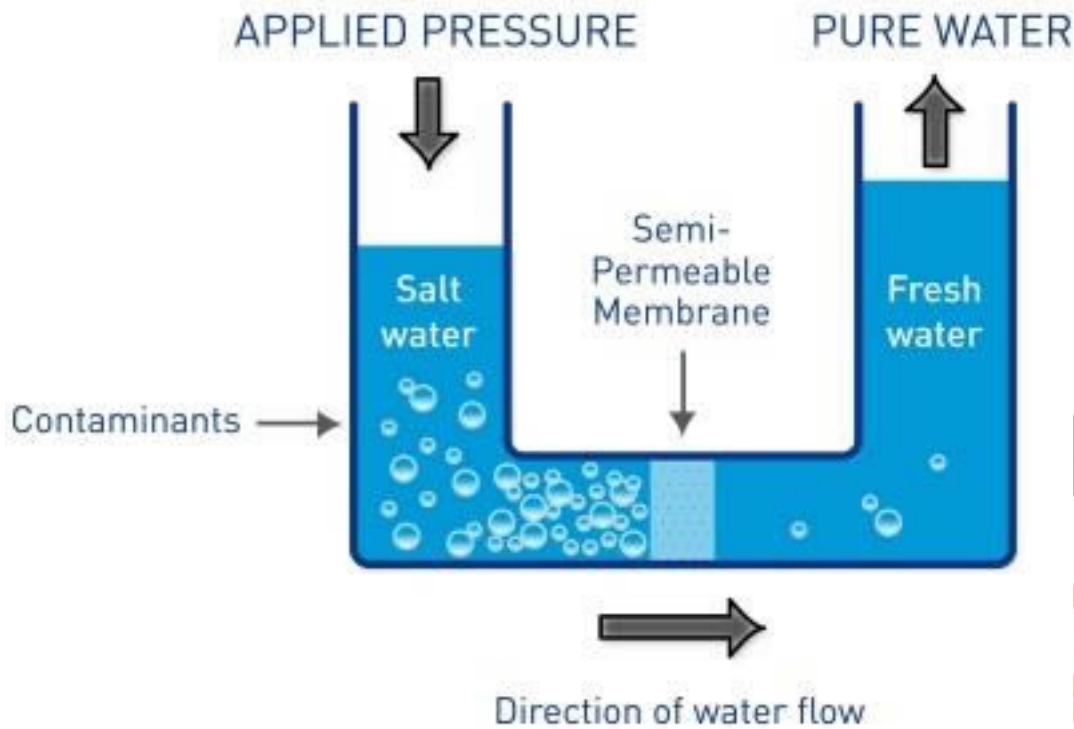 APPLIED PRESSURE
PURE WATER
Semi-
Permeable
Membrane
Salt
water
Fresh
water
Contaminants
Direction of water flow